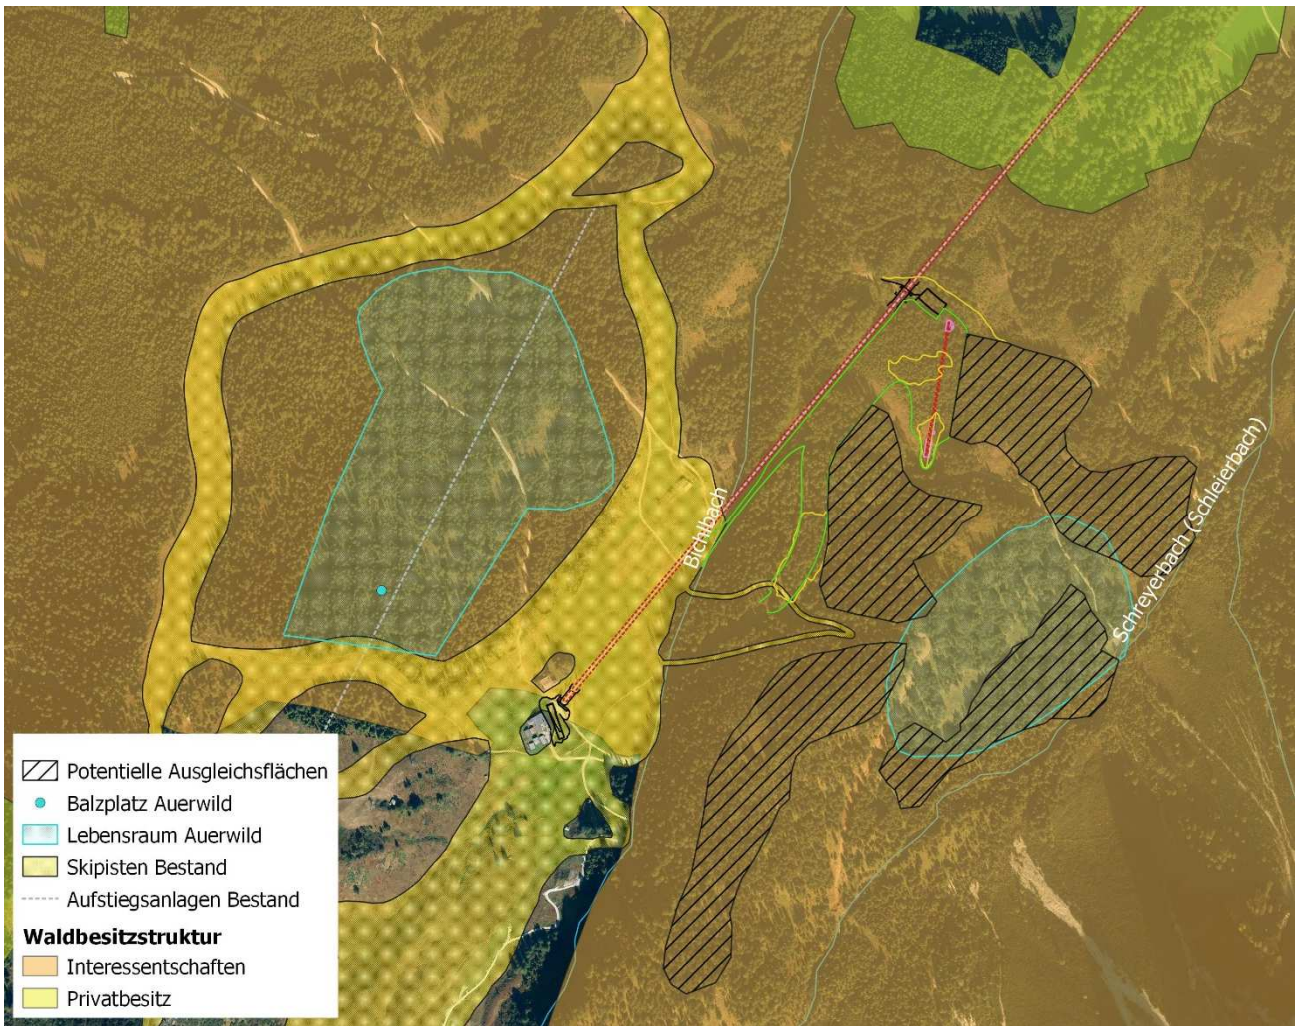 Bichlbach
Schreyerbach (Schleierbach)
Potentielle Ausgleichsflächen
Balzplatz Auerwild
Lebensraum Auerwild
Skipisten Bestand
Aufstiegsanlagen Bestand
Waldbesitzstruktur
Interessentschaften
Privatbesitz